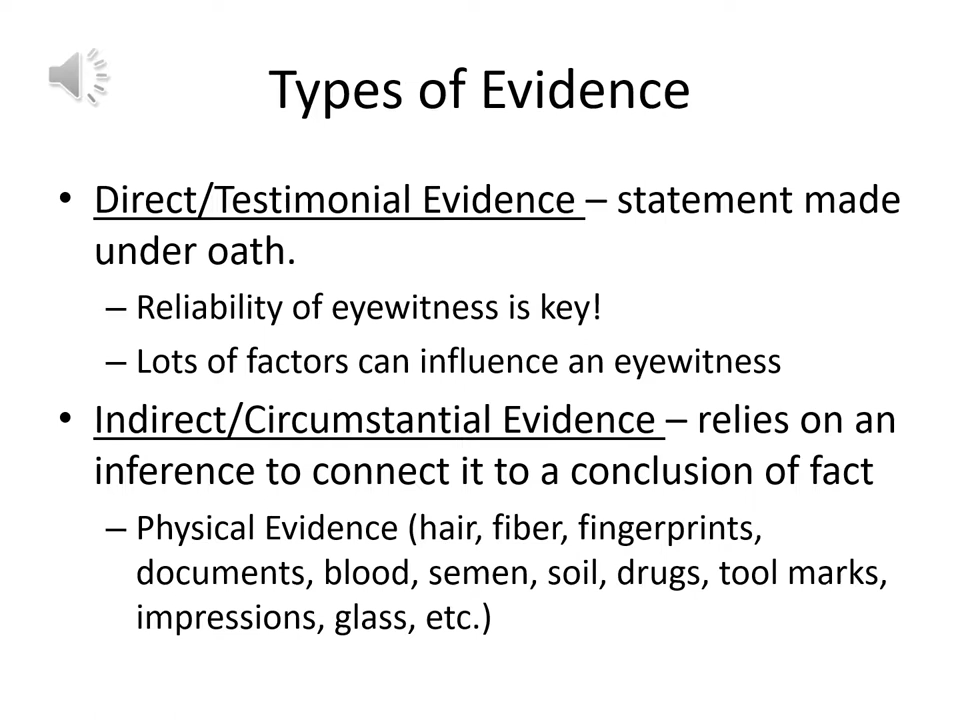 Types of Evidence
• Direct/Testimonial Evidence – statement made
under oath.
– Reliability of eyewitness is key!
– Lots of factors can influence an eyewitness
• Indirect/Circumstantial Evidence – relies on an
inference to connect it to a conclusion of fact
– Physical Evidence (hair, fiber, fingerprints,
documents, blood, semen, soil, drugs, tool marks,
impressions, glass, etc.)